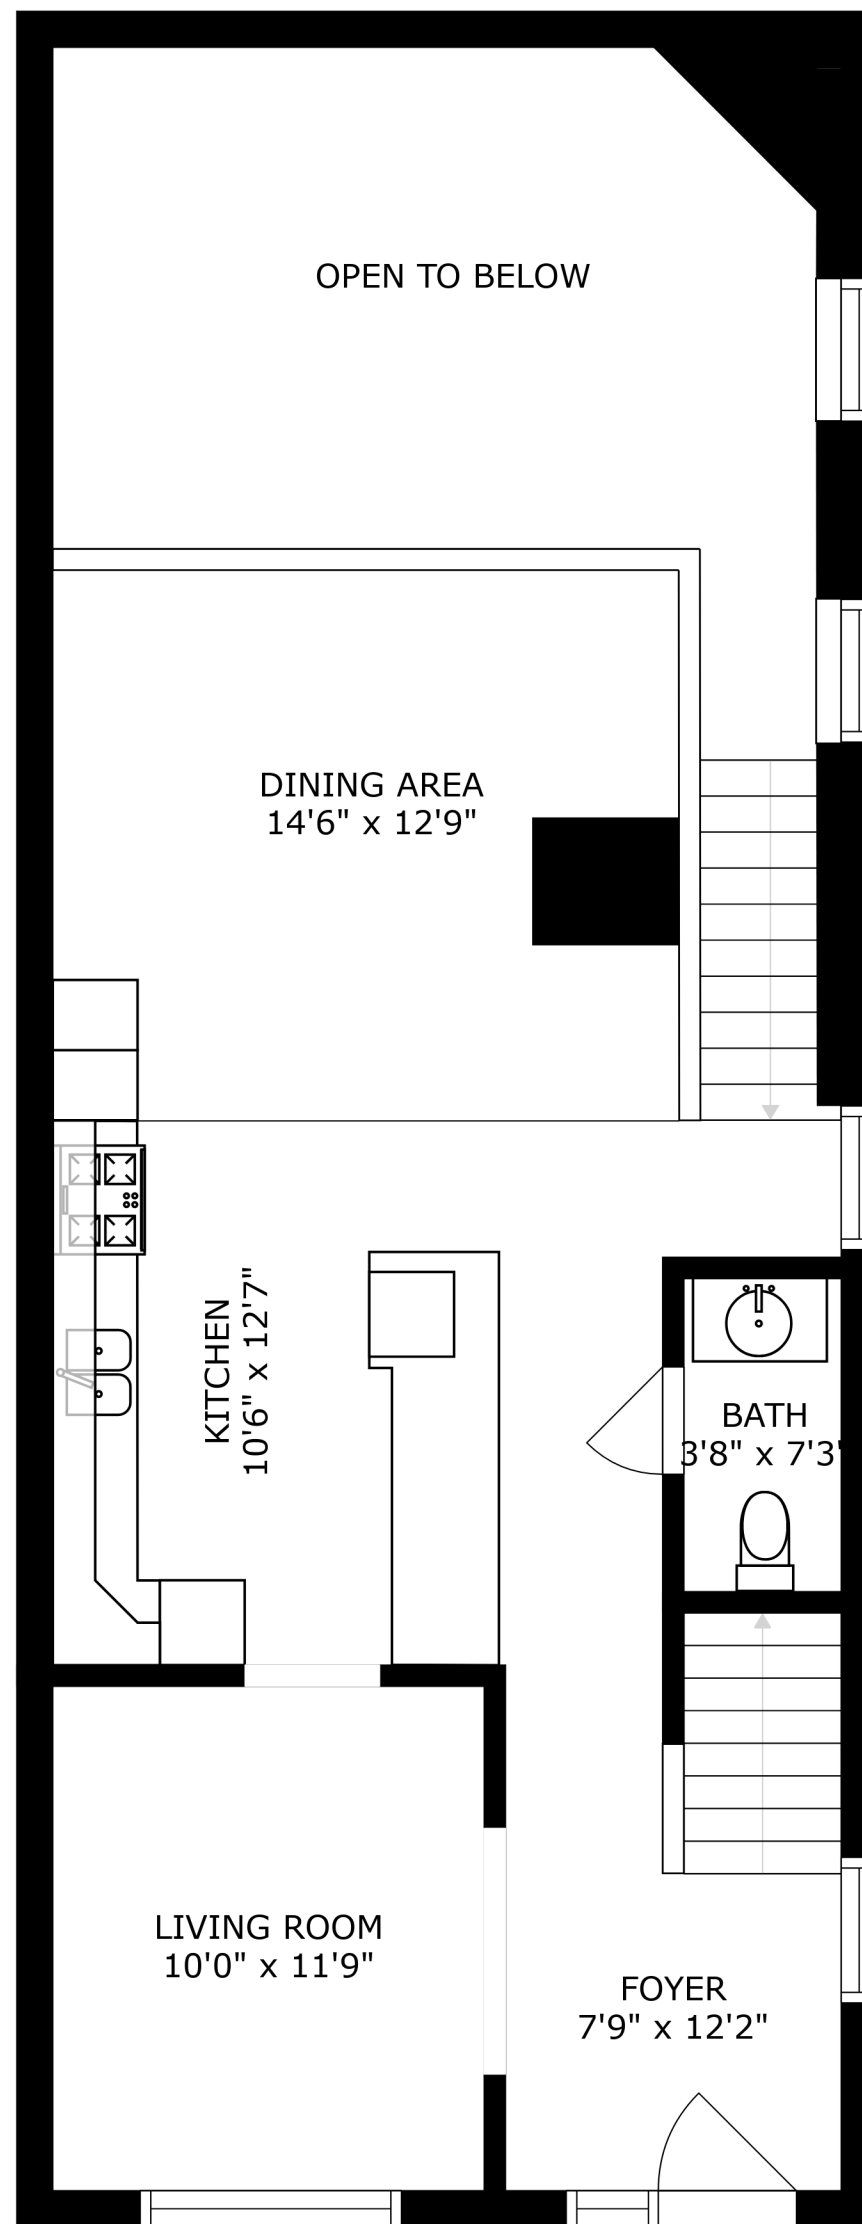 OPEN TO BELOW
DINING AREA
14'6" x 12'9"
KITCHEN
10'6" x 12'7"
BATH
3'8" x 7'3"
LIVING ROOM
10'0" x 11'9"
FOYER
7'9" x 12'2"